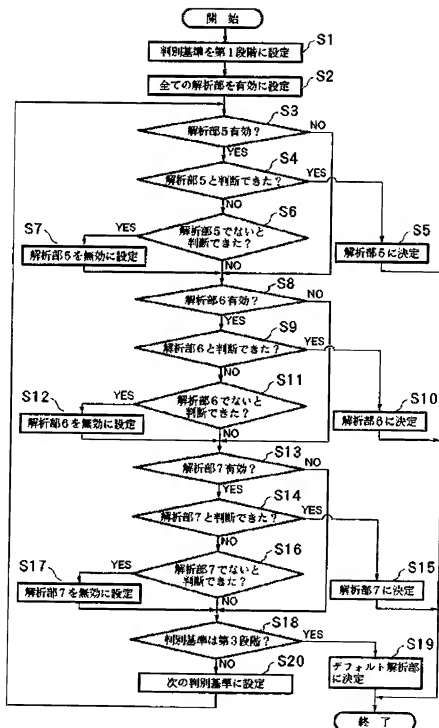 開始
S1
判別基準を第1段階に設定
S2
全ての解析部を有効に設定
S3
解析部5有効?
NO
YES
S4
解析部5と判断できた?
YES
NO
S6
解析部5でないと
判断できた?
YES
S7
解析部5を無効に設定
S5
解析部5に決定
NO
S8
解析部6有効?
NO
YES
S9
解析部6と判断できた?
YES
NO
S11
解析部6でないと
判断できた?
YES
S12
解析部6を無効に設定
S10
解析部6に決定
NO
S13
解析部7有効?
NO
YES
S14
解析部7と判断できた?
YES
NO
S16
解析部7でないと
判断できた?
YES
S17
解析部7を無効に設定
S15
解析部7に決定
NO
S18
判別基準は第3段階?
YES
NO
S19
デフォルト解析部
に決定
S20
次の判別基準に設定
終了